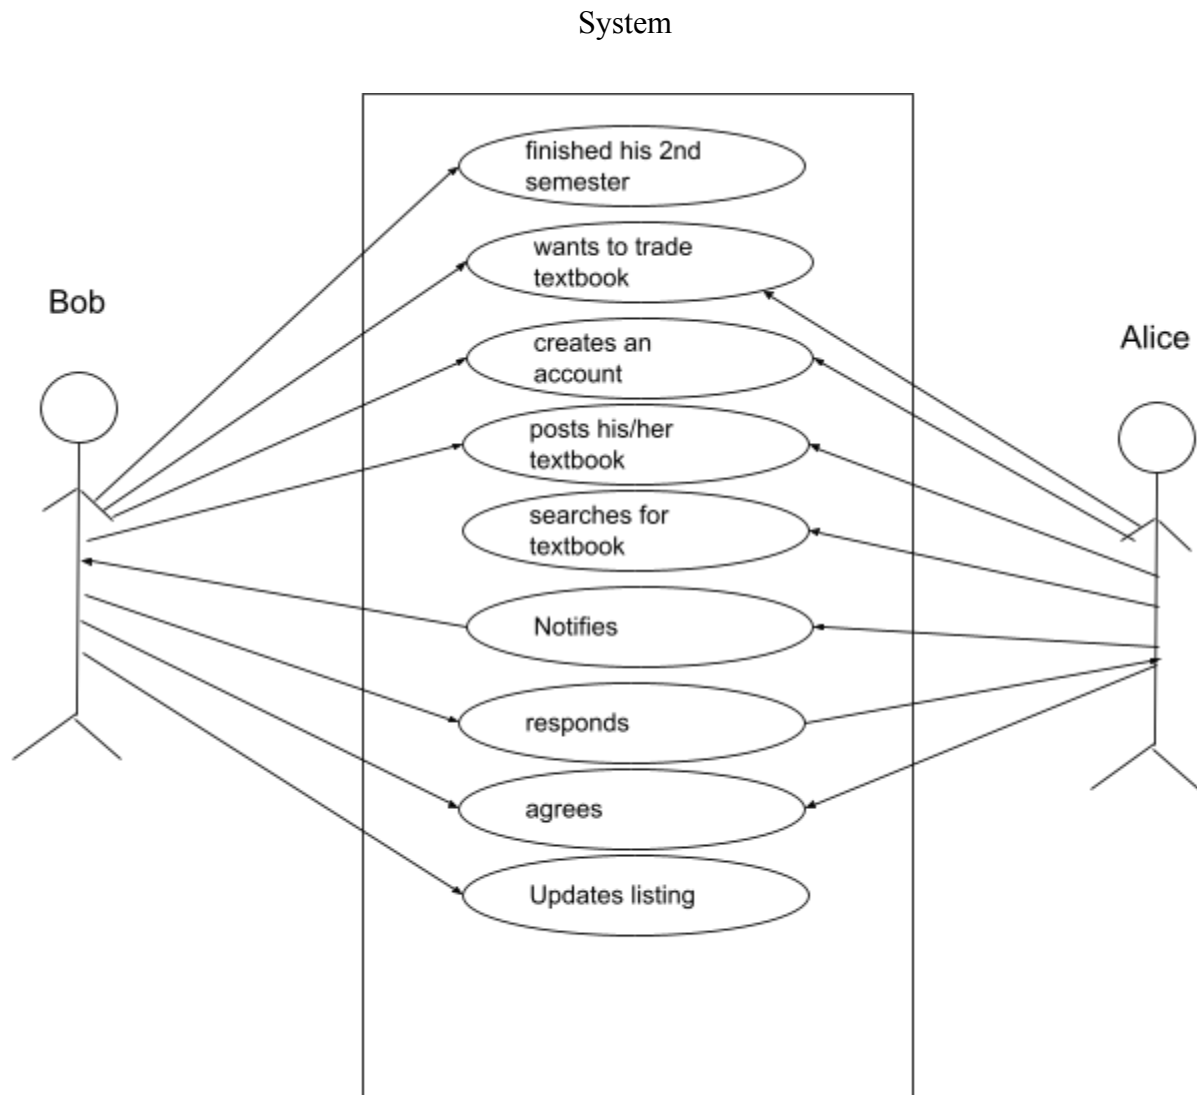 System
finished his 2nd
semester
wants to trade
textbook
Bob
creates an
account
Alice
posts his/her
textbook
searches for
textbook
Notifies
responds
agrees
Updates listing